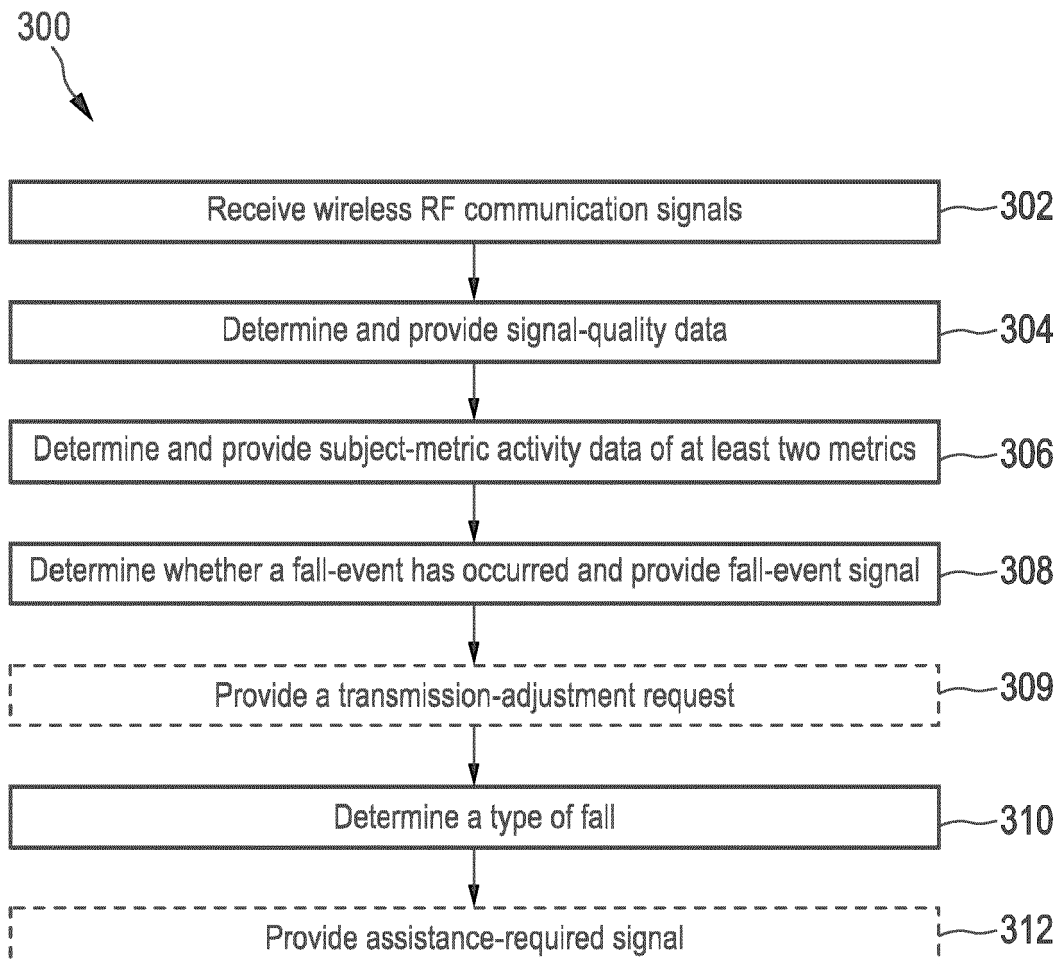 300
Receive wireless RF communication signals
302
Determine and provide signal-quality data
304
Determine and provide subject-metric activity data of at least two metrics
306
Determine whether a fall-event has occurred and provide fall-event signal
308
Provide a transmission-adjustment request
309
Determine a type of fall
310
Provide assistance-required signal
312